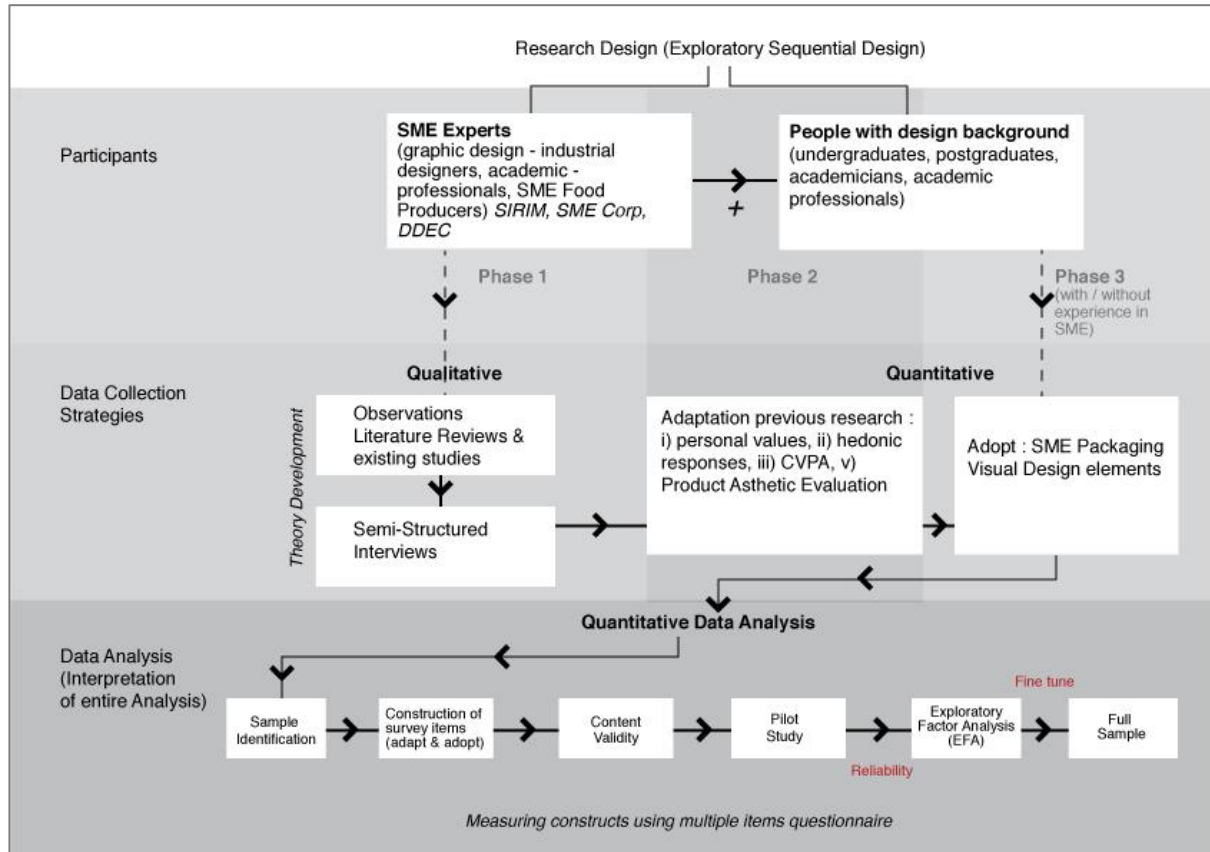 Research Design (Exploratory Sequential Design)
Participants
SME Experts
(graphic design - industrial
designers, academic -
professionals, SME Food
Producers) SIRIM, SME Corp,
DDEC
+
People with design background
(undergraduates, postgraduates,
academicians, academic
professionals)
Phase 1
Phase 2
Phase 3
(with / without
experience in
SME)
Data Collection
Strategies
Qualitative
Quantitative
Theory Development
Observations
Literature Reviews &
existing studies
Semi-Structured
Interviews
Adaptation previous research :
i) personal values, ii) hedonic
responses, iii) CVPA, v)
Product Asthetic Evaluation
Adopt : SME Packaging
Visual Design elements
Quantitative Data Analysis
Data Analysis
(Interpretation
of entire Analysis)
Sample
Identification
Construction of
survey items
(adapt & adopt)
Content
Validity
Pilot
Study
Reliability
Exploratory
Factor Analysis
(EFA)
Fine tune
Full
Sample
Measuring constructs using multiple items questionnaire